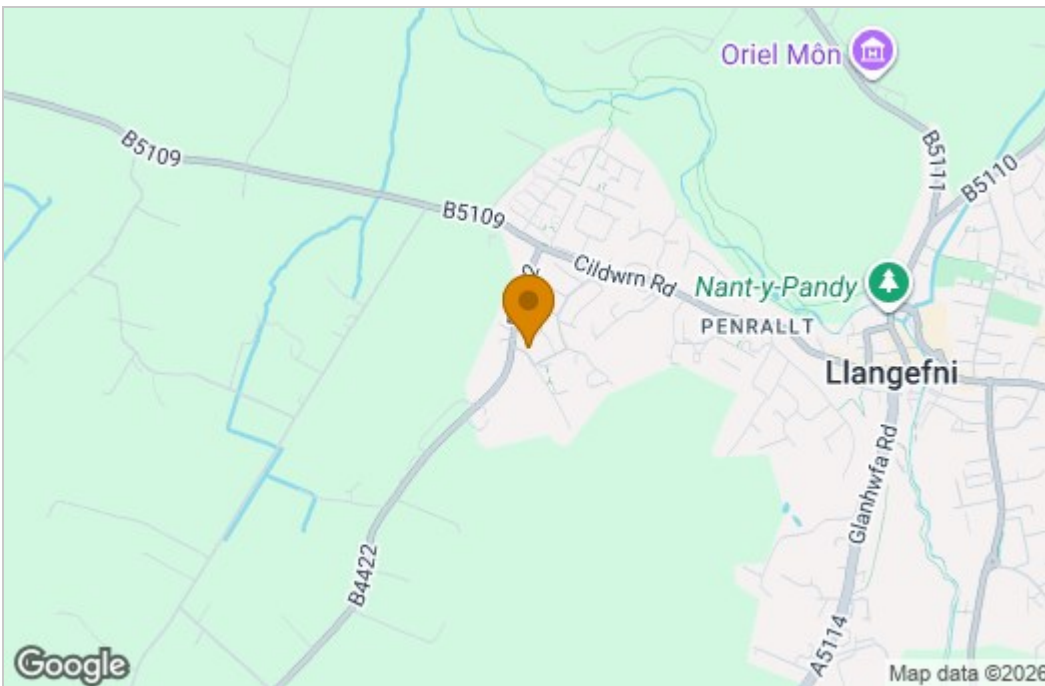 Oriel Môn
B5109
B5111
B5110
B5109
Cildwrn Rd
Nant-y-Pandy
PENRALLT
Llangefni
Glanhwfa Rd
B4422
A5114
Google
Map data ©2026